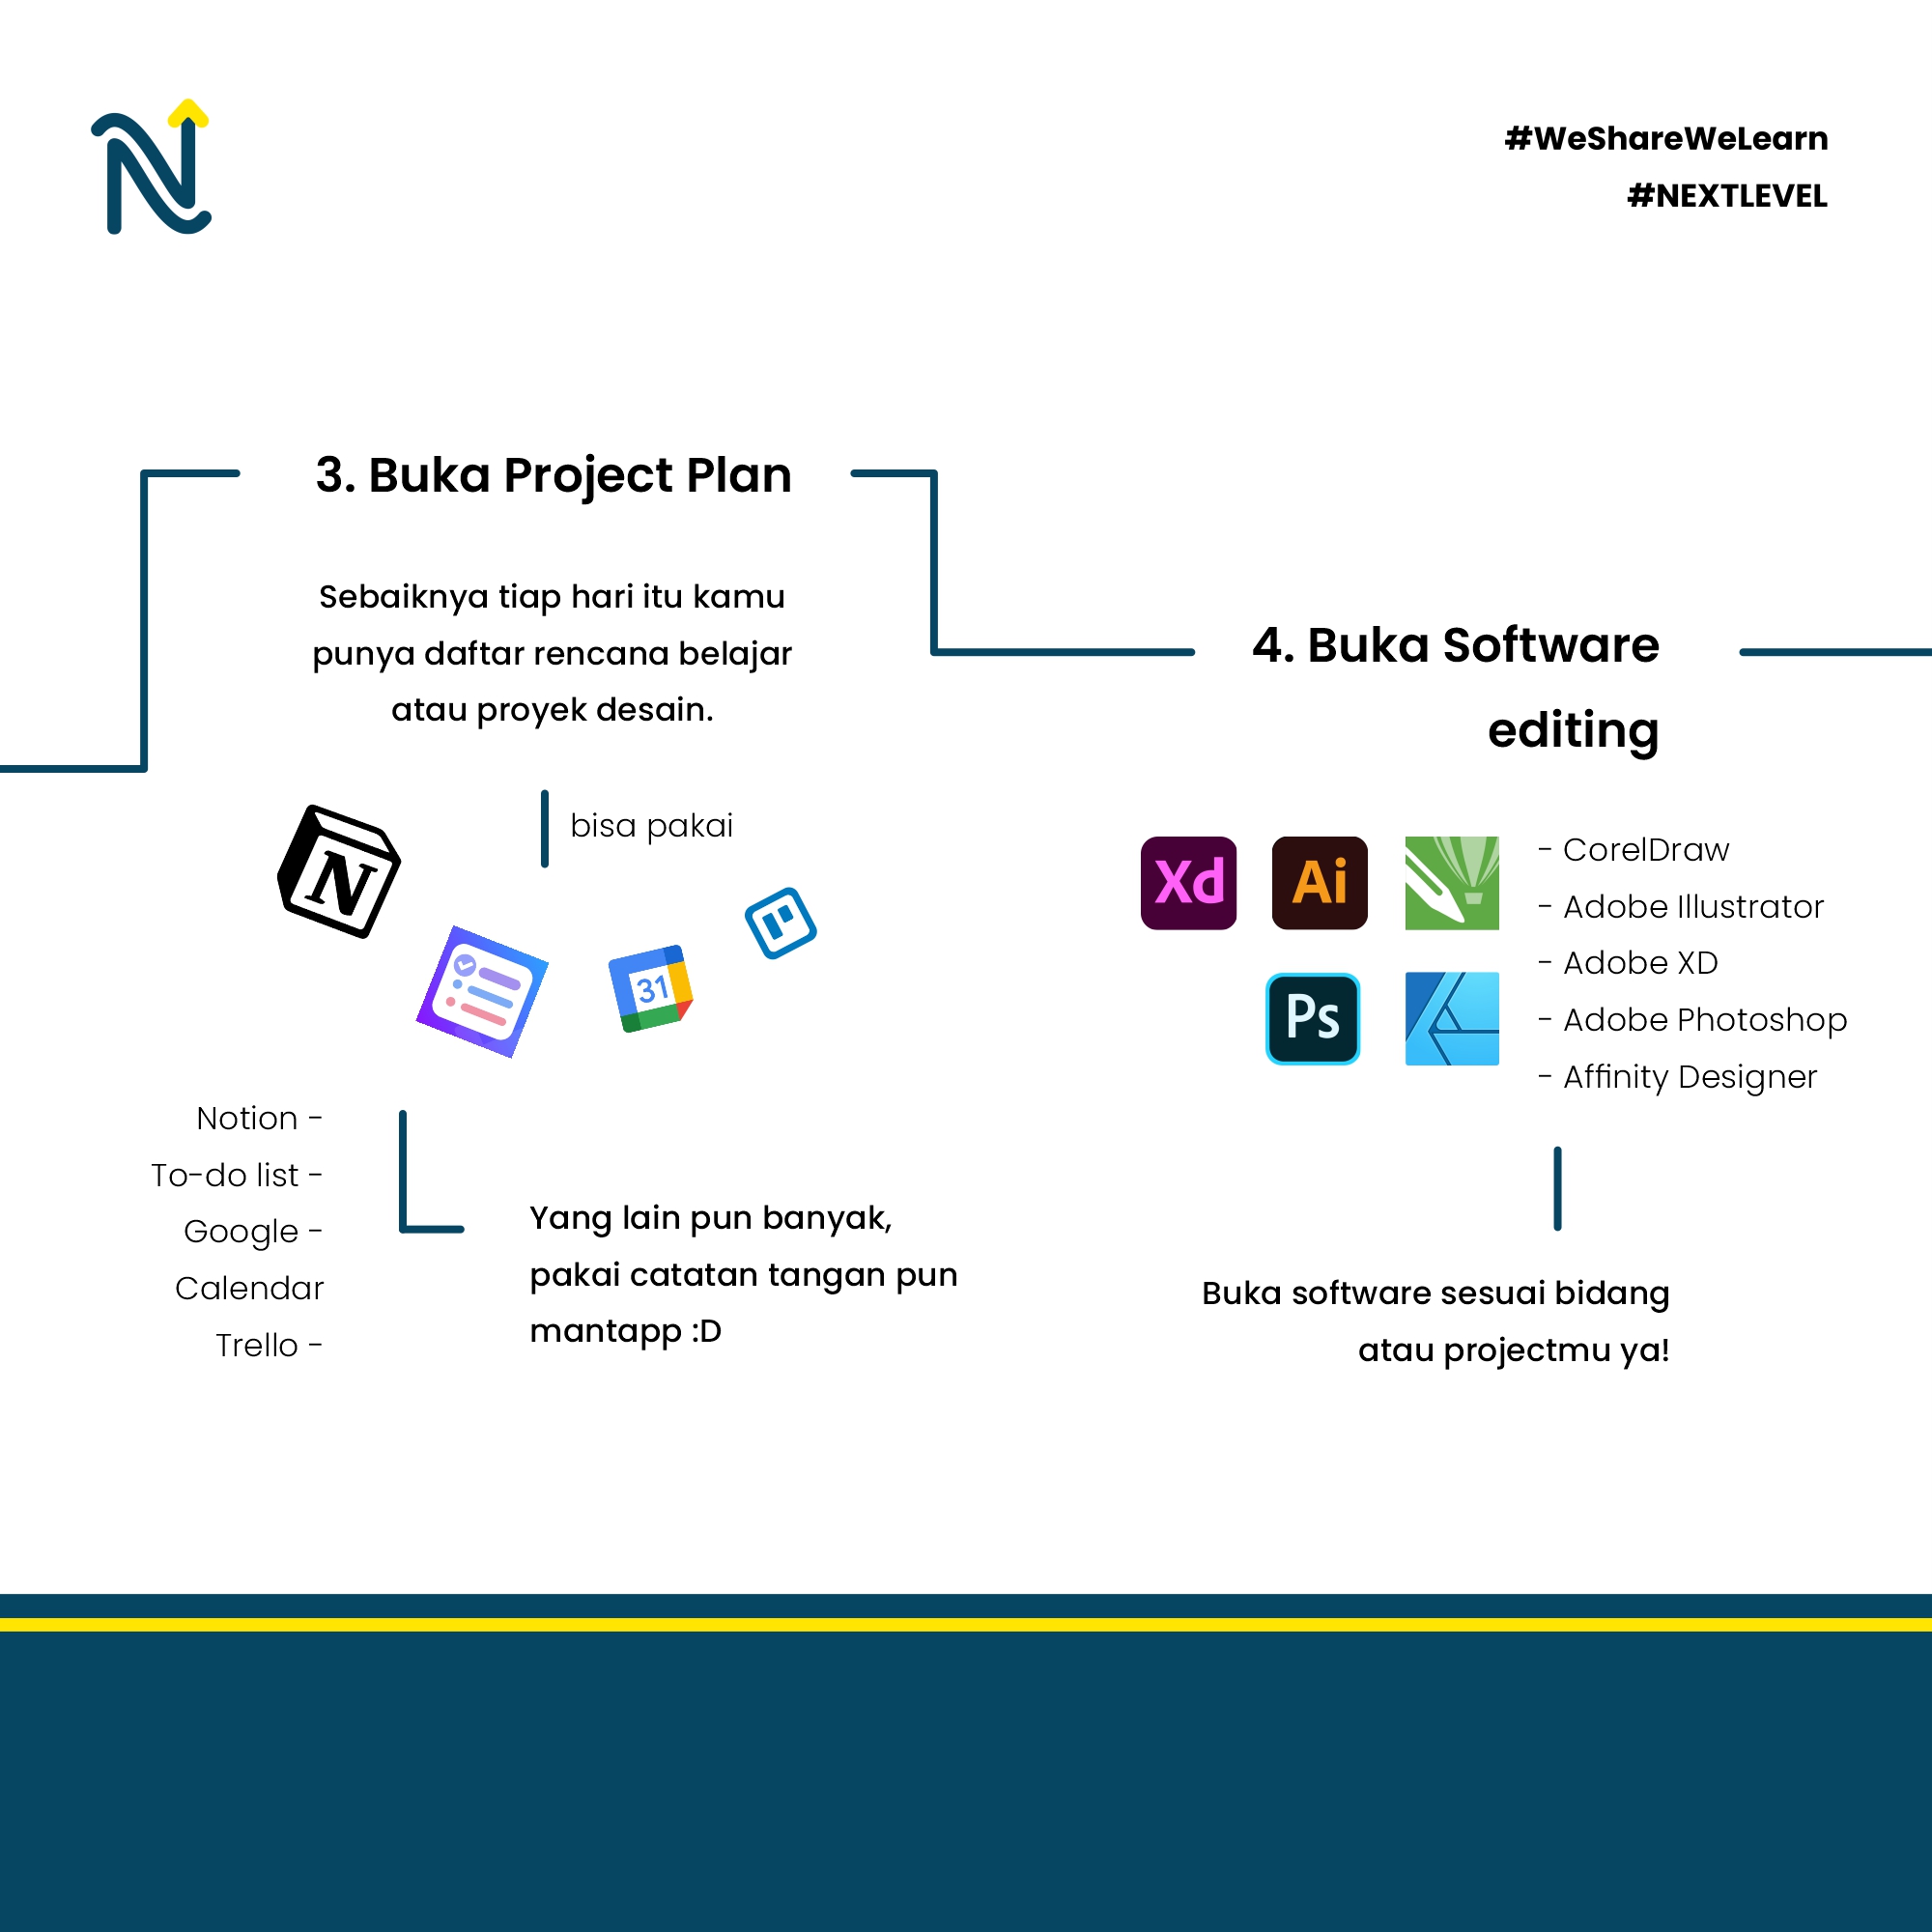 #WeShareWeLearn
#NEXTLEVEL
3. Buka Project Plan
Sebaiknya tiap hari itu kamu
punya daftar rencana belajar
atau proyek desain.
bisa pakai
N
31
Notion -
To-do list -
Google -
Calendar
Trello -
Yang lain pun banyak,
pakai catatan tangan pun
mantapp :D
4. Buka Software
editing
Xd
Ai
Ps
- CorelDraw
- Adobe Illustrator
- Adobe XD
- Adobe Photoshop
- Affinity Designer
Buka software sesuai bidang
atau projectmu ya!